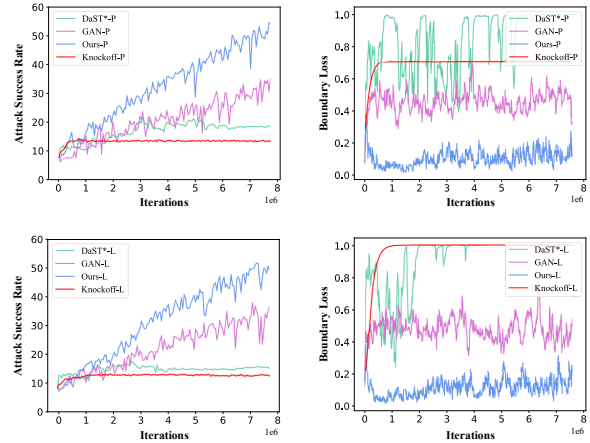 Attack Success Rate
60
50
40
30
20
10
0
DaST*-P
GAN-P
Ours-P
Knockoff-P
0 1 2 3 4 5 6 7 8
1e6
Iterations
Boundary Loss
1.0
0.8
0.6
0.4
0.2
0.0
DaST*-P
GAN-P
Ours-P
Knockoff-P
0 1 2 3 4 5 6 7 8
1e6
Iterations
Attack Success Rate
60
50
40
30
20
10
0
DaST*-L
GAN-L
Ours-L
Knockoff-L
0 1 2 3 4 5 6 7 8
1e6
Iterations
Boundary Loss
1.0
0.8
0.6
0.4
0.2
0.0
DaST*-L
GAN-L
Ours-L
Knockoff-L
0 1 2 3 4 5 6 7 8
1e6
Iterations